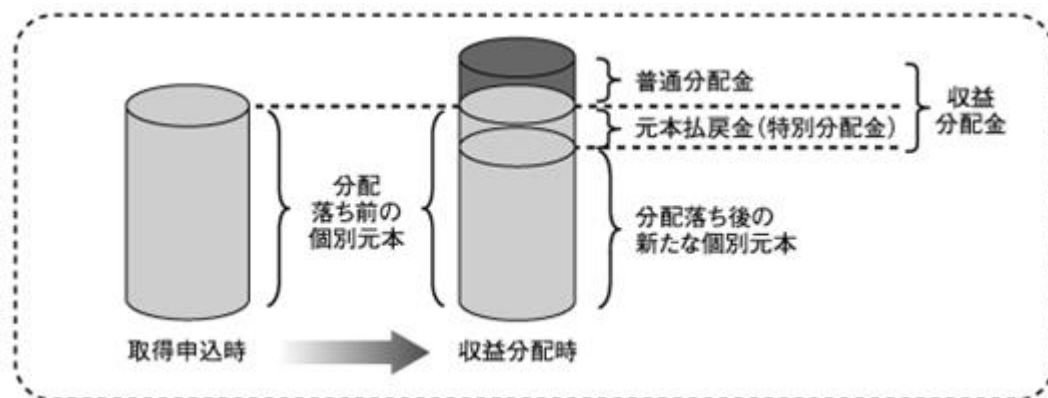 普通分配金
収益
分配金
元本払戻金(特別分配金)
分配
落ち前の
個別元本
分配落ち後の
新たな個別元本
取得申込時
収益分配時